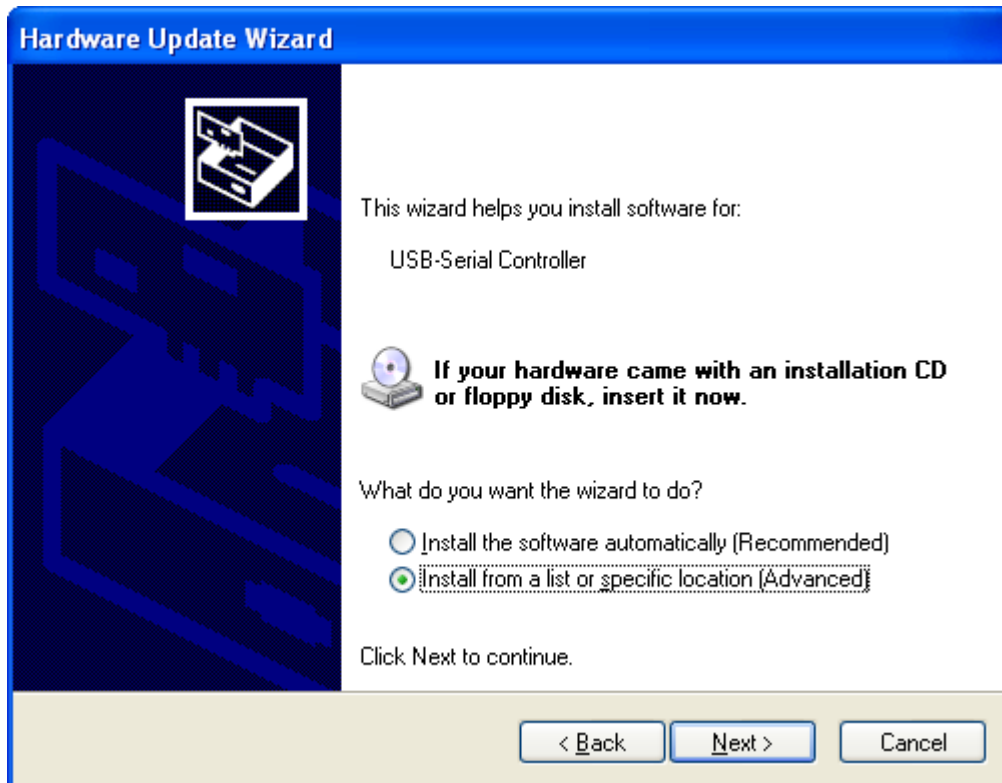 Hardware Update Wizard
This wizard helps you install software for:
USB-Serial Controller
If your hardware came with an installation CD
or floppy disk, insert it now.
What do you want the wizard to do?
Install the software automatically (Recommended)
Install from a list or specific location (Advanced)
Click Next to continue.
< Back
Next >
Cancel